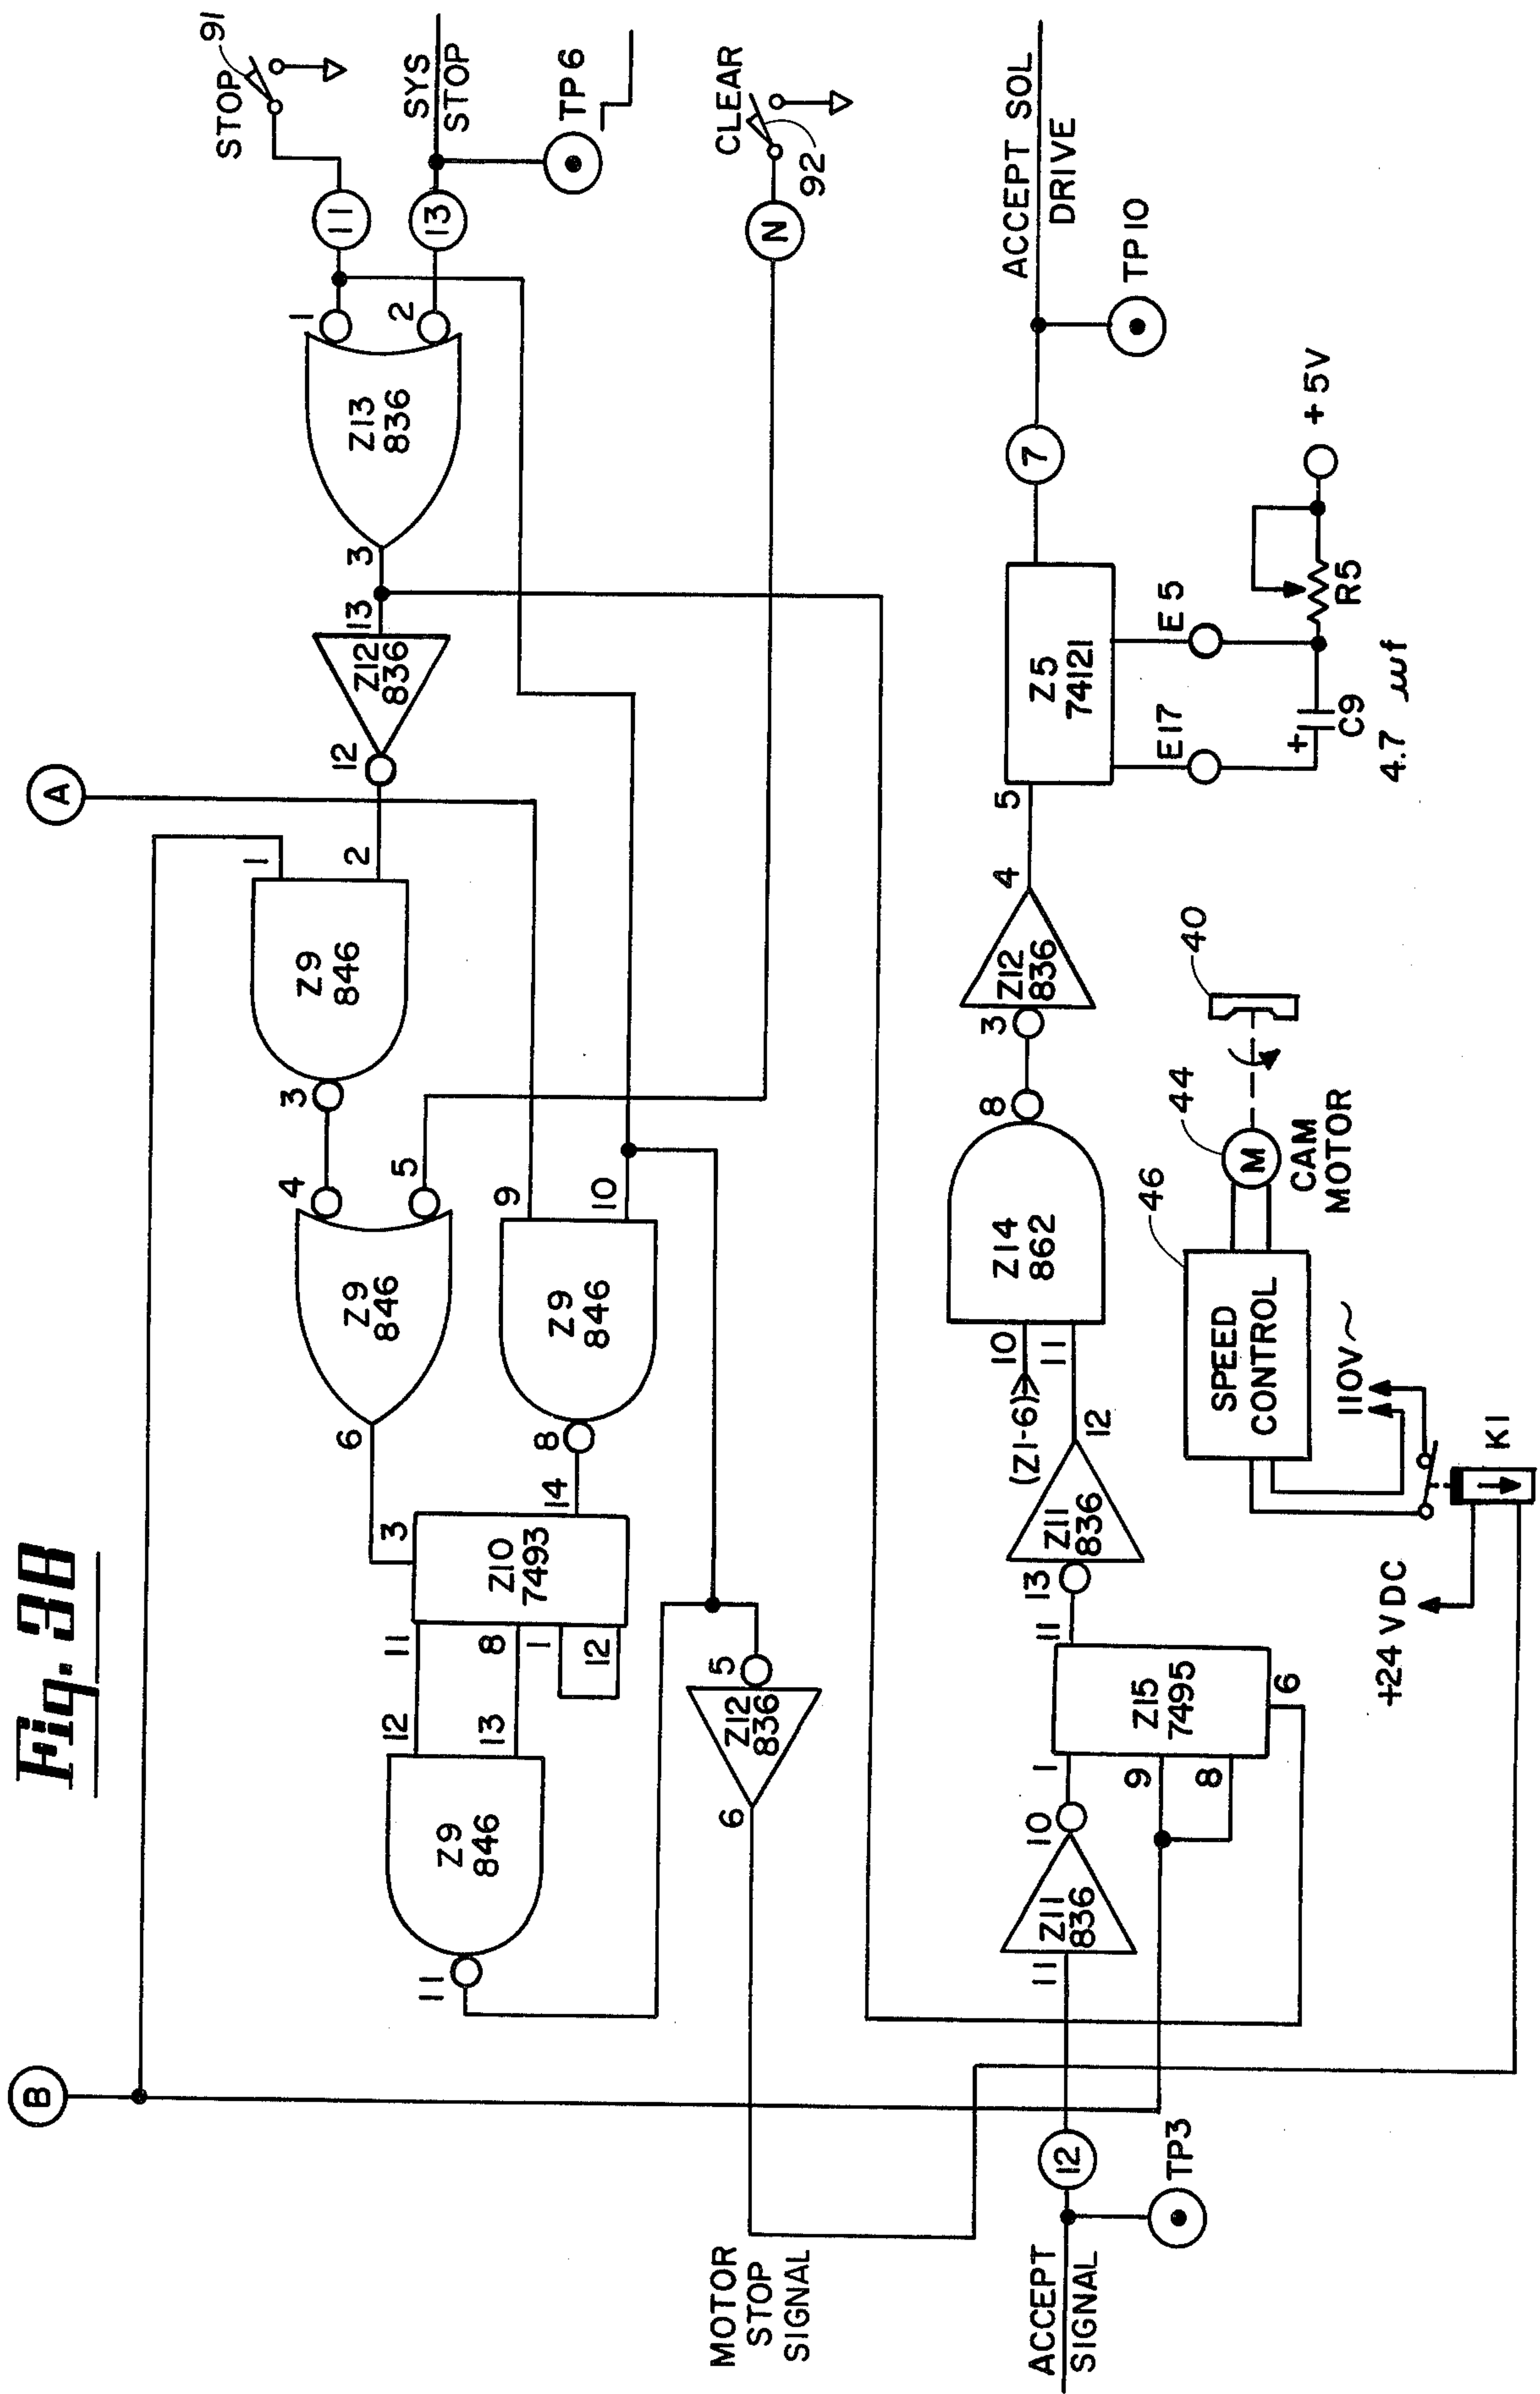 Fig. 3B
B
A
STOP
91
11
SYS
STOP
13
TP6
CLEAR
92
N
1
2
Z13
836
3
13
Z12
836
12
1
2
Z9
846
3
4
5
Z9
846
6
9
10
Z9
846
8
14
3
Z10
7493
11
8
1
12
12
13
Z9
846
11
5
Z12
836
6
MOTOR
STOP
SIGNAL
ACCEPT
SIGNAL
12
TP3
11
Z11
836
10
1
9
8
Z15
7495
6
11
13
Z11
836
12
(Z1-6)
10
11
Z14
862
8
3
Z12
836
4
5
Z5
74121
7
ACCEPT SOL
DRIVE
TP10
E17
E5
+
C9
4.7
R5
+5V
+24 VDC
K1
110V~
SPEED
CONTROL
46
M
44
CAM
MOTOR
40